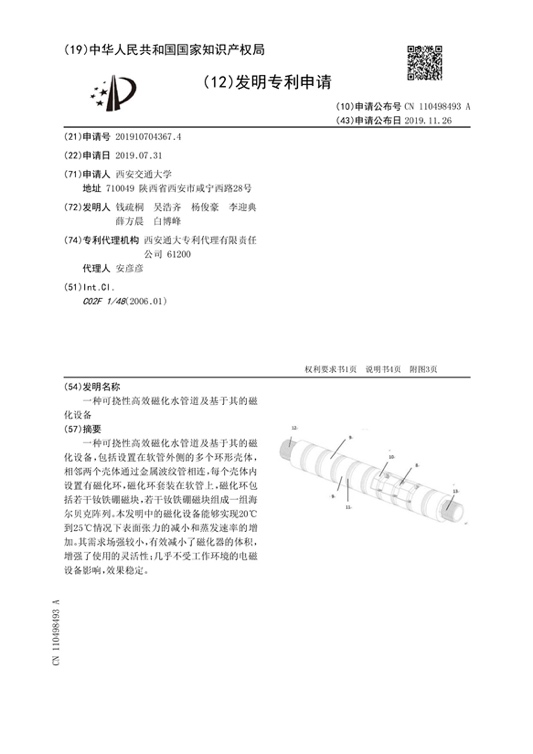 (19)中华人民共和国国家知识产权局
(12)发明专利申请
(10)申请公布号 CN 110498493 A
(43)申请公布日 2019.11.26
(21)申请号 201910704367.4
(22)申请日 2019.07.31
(71)申请人 西安交通大学
地址 710049 陕西省西安市咸宁西路28号
(72)发明人 钱疏桐 吴浩齐 杨俊豪 李迎典
薛方晨 白博峰
(74)专利代理机构 西安通大专利代理有限责任
公司 61200
代理人 安彦彦
(51)Int.Cl.
C02F 1/48(2006.01)
权利要求书1页 说明书4页 附图3页
(54)发明名称
一种可挠性高效磁化水管道及基于其的磁
化设备
(57)摘要
一种可挠性高效磁化水管道及基于其的磁
化设备,包括设置在软管外侧的多个环形壳体,
相邻两个壳体通过金属波纹管相连,每个壳体内
设置有磁化环,磁化环套装在软管上,磁化环包
括若干钕铁硼磁块,若干钕铁硼磁块组成一组海
尔贝克阵列。本发明中的磁化设备能够实现20℃
到25℃情况下表面张力的减小和蒸发速率的增
加。其需求场强较小,有效减小了磁化器的体积,
增强了使用的灵活性;几乎不受工作环境的电磁
设备影响,效果稳定。
CN 110498493 A